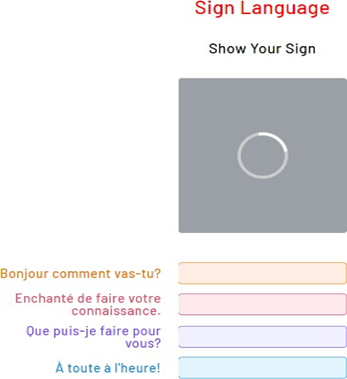 Sign Language
Show Your Sign
Bonjour comment vas-tu?
Enchanté de faire votre
connaissance.
Que puis-je faire pour
vous?
À toute à l'heure!